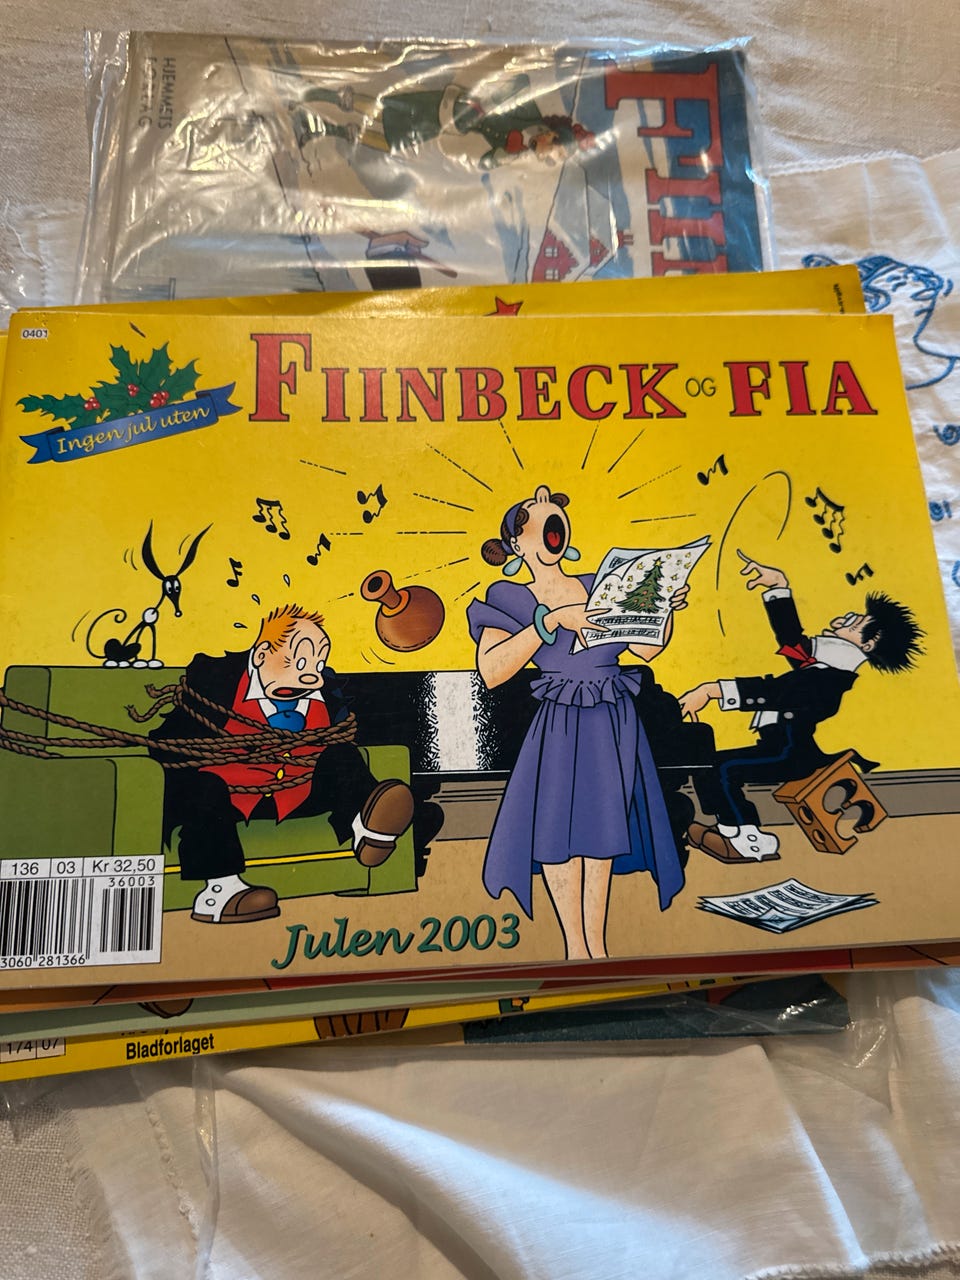 HJEMMETS
FORLAG
FII
0401
Ingen jul uten
FIINBECK OG FIA
136 03 Kr 32,50
36003
3060 281366
Julen 2003
174 07
Bladforlaget